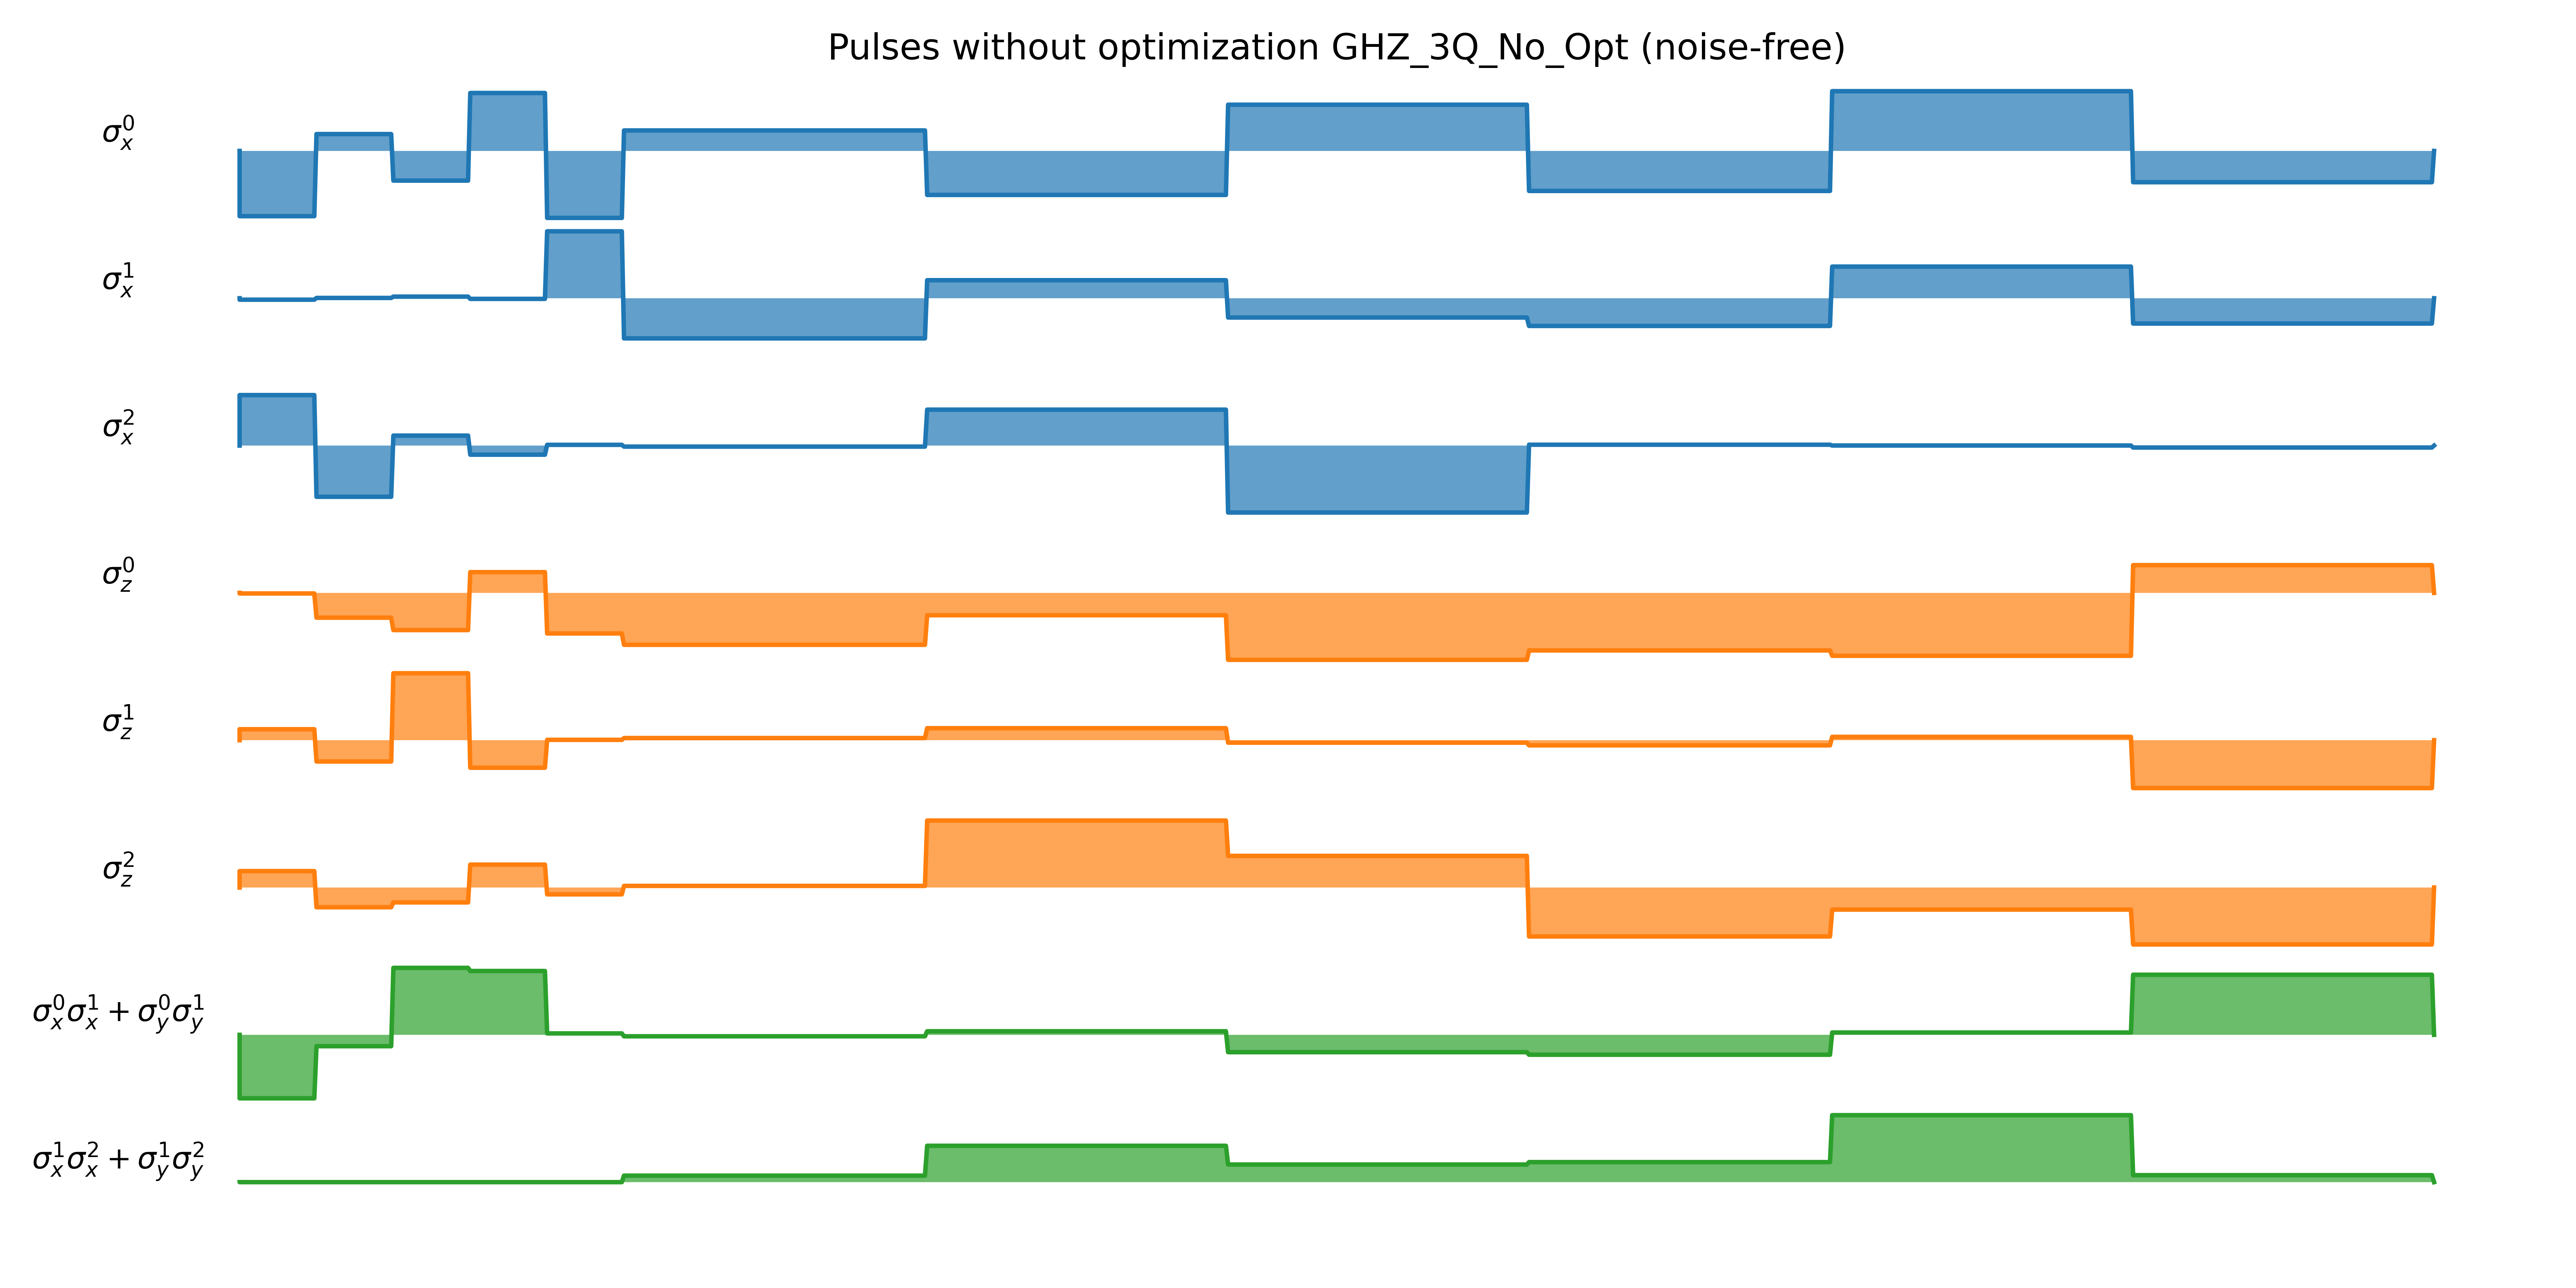 Pulses without optimization GHZ_3Q_No_Opt (noise-free)
σ_x^0
σ_x^1
σ_x^2
σ_z^0
σ_z^1
σ_z^2
σ_x^0σ_x^1 + σ_y^0σ_y^1
σ_x^1σ_x^2 + σ_y^1σ_y^2